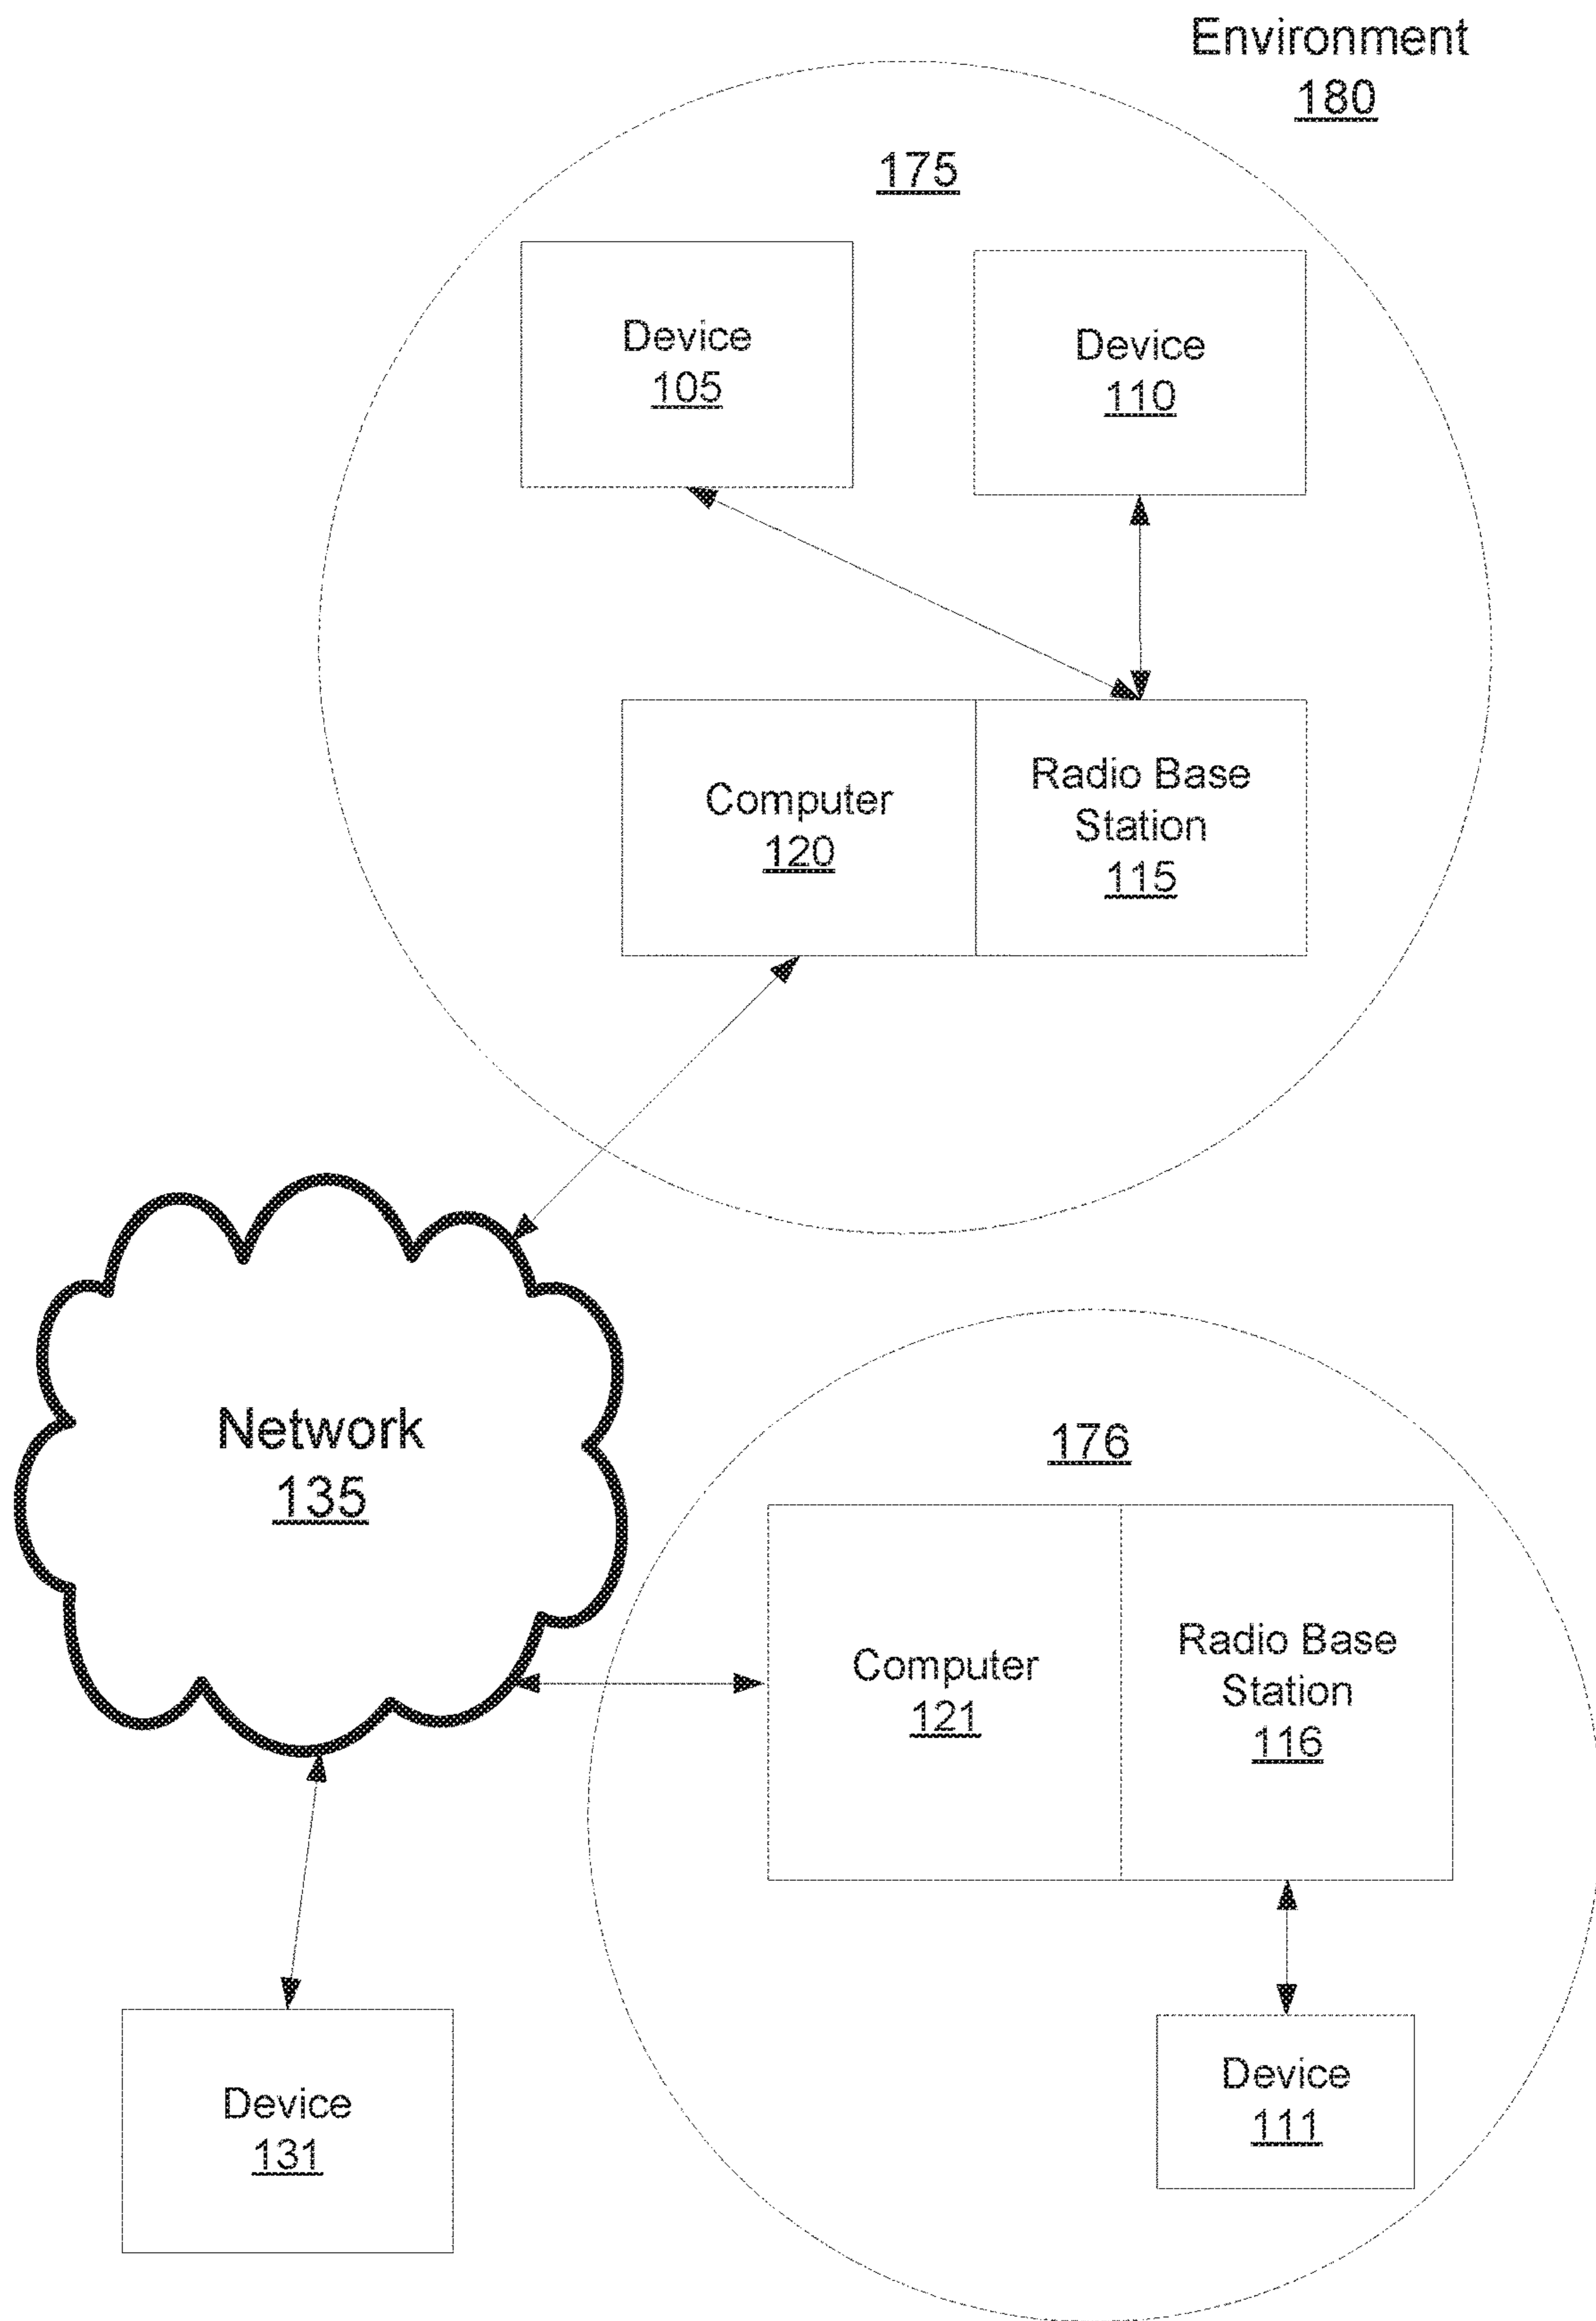 Environment
180
175
Device
105
Device
110
Computer
120
Radio Base
Station
115
Network
135
176
Computer
121
Radio Base
Station
116
Device
131
Device
111